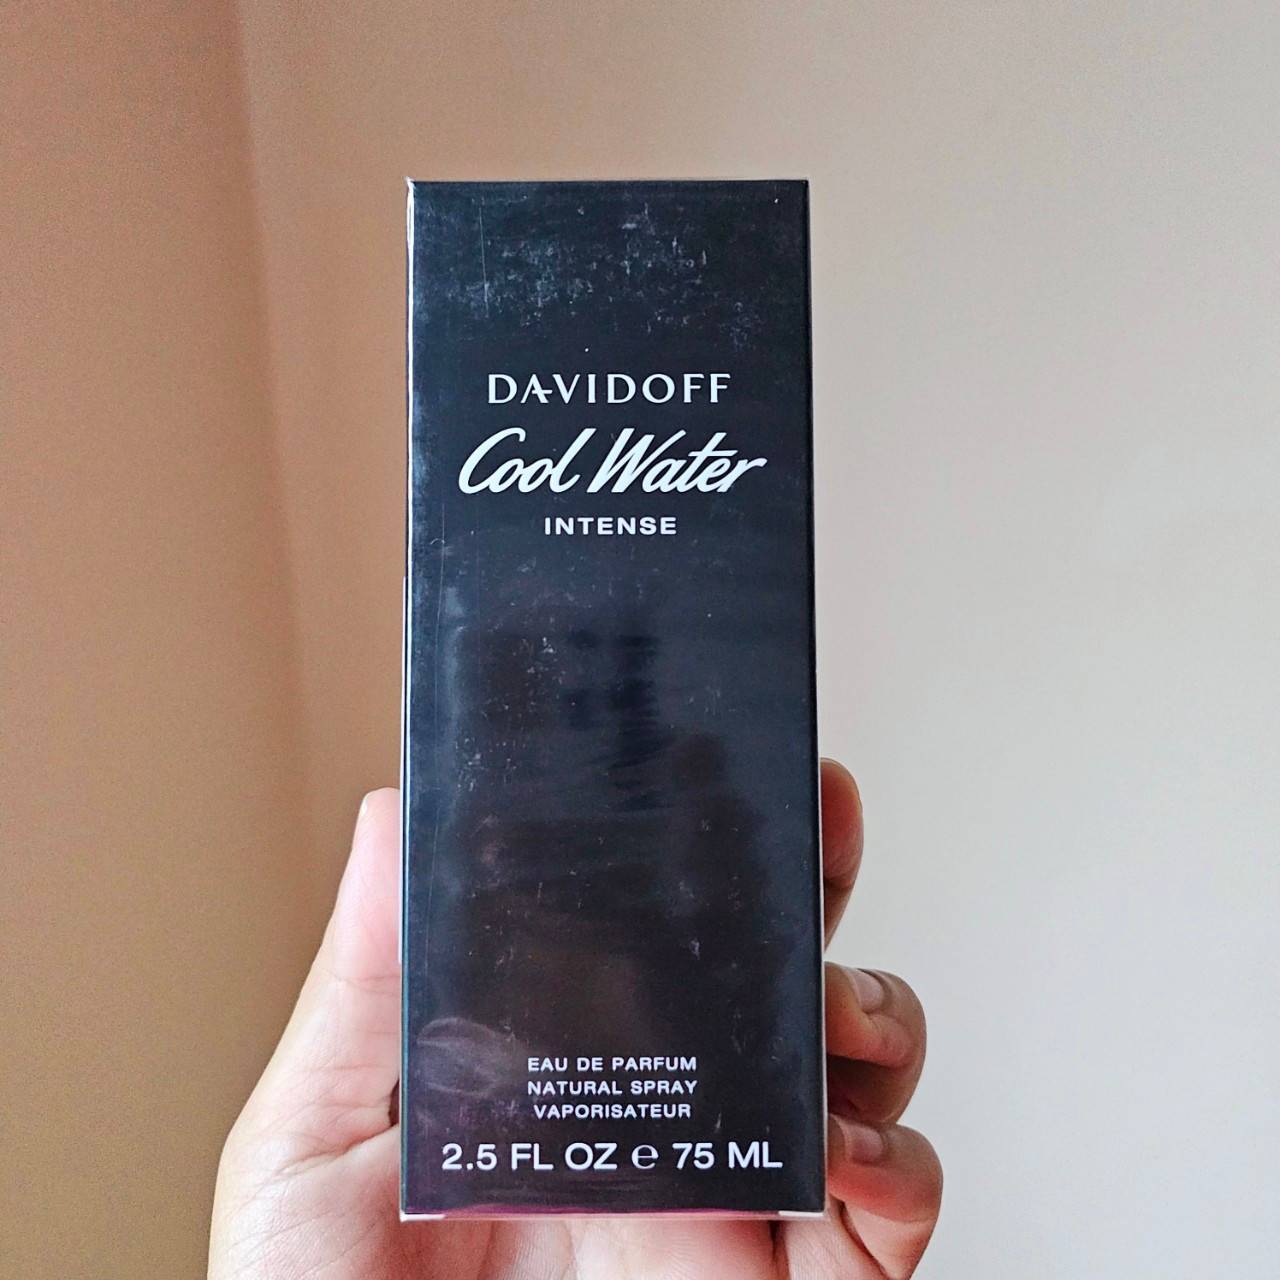 DAVIDOFF
Cool Water
INTENSE
EAU DE PARFUM
NATURAL SPRAY
VAPORISATEUR
2.5 FL OZ ℮ 75 ML